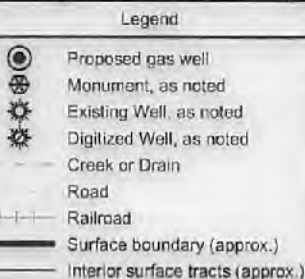 Legend
Proposed gas well
Monument, as noted
Existing Well, as noted
Digitized Well, as noted
Creek or Drain
Road
Railroad
Surface boundary (approx.)
Interior surface tracts (approx.)